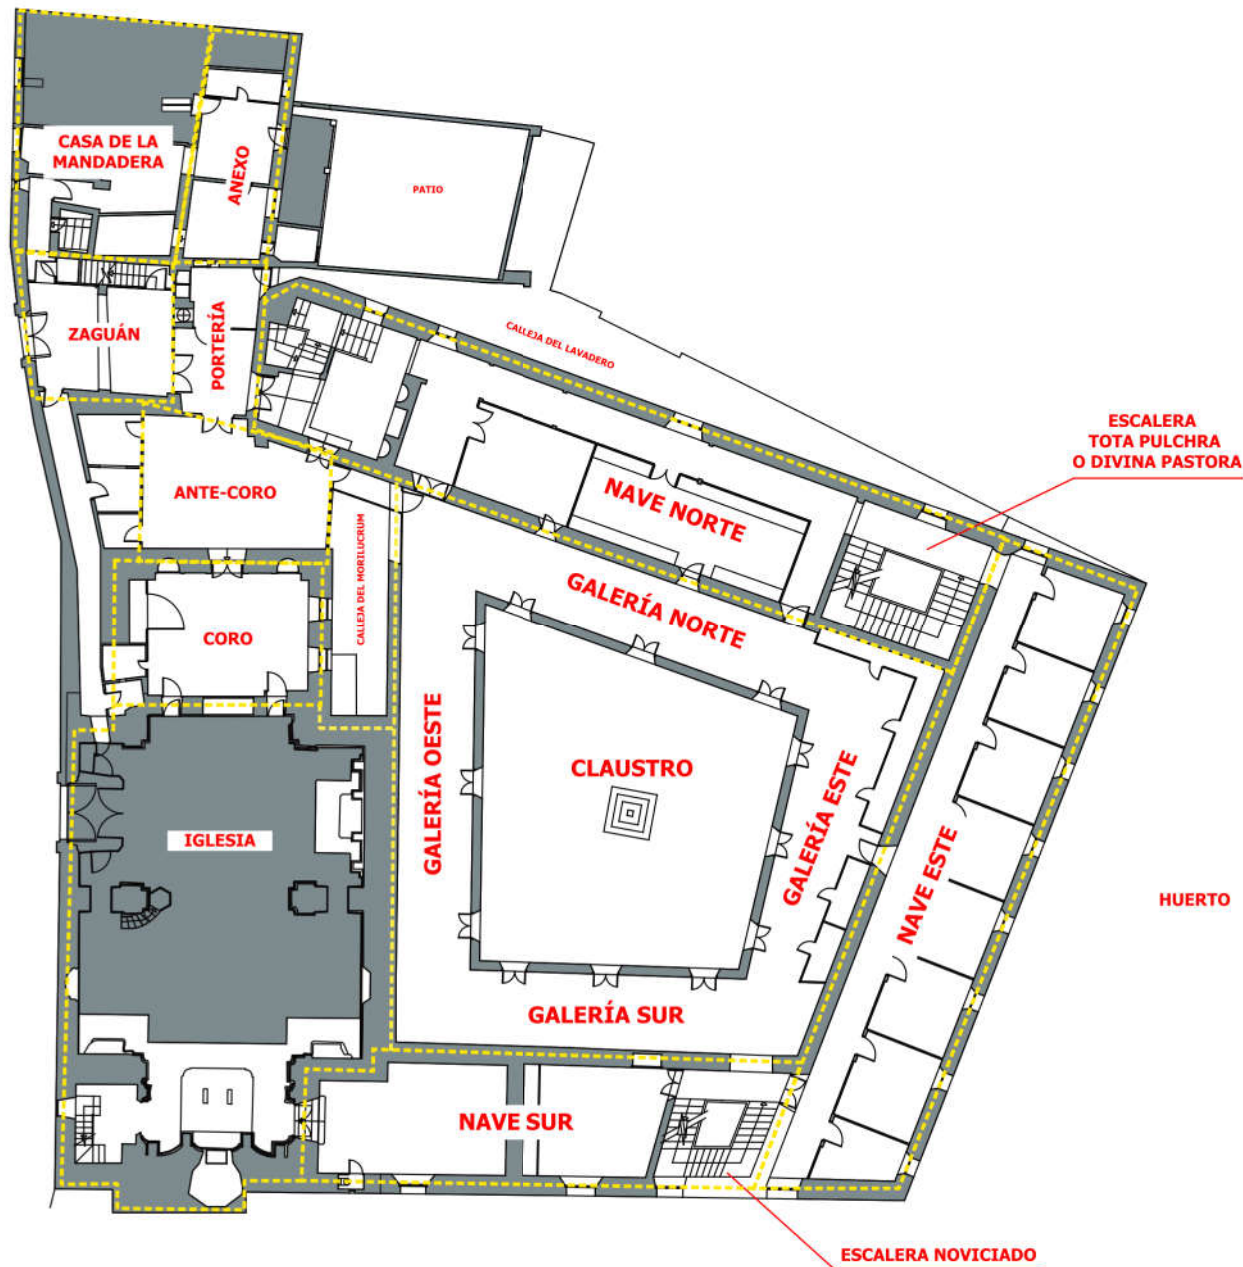 CASA DE LA
MANDADERA
ANEXO
PATIO
ZAGUÁN
PORTERÍA
CALLEJA DEL LAVADERO
ESCALERA
TOTA PULCHRA
O DIVINA PASTORA
ANTE-CORO
NAVE NORTE
CALLEJA DEL MORILUCRUM
GALERÍA NORTE
CORO
GALERÍA OESTE
CLAUSTRO
GALERÍA ESTE
IGLESIA
NAVE ESTE
HUERTO
GALERÍA SUR
NAVE SUR
ESCALERA NOVICIADO